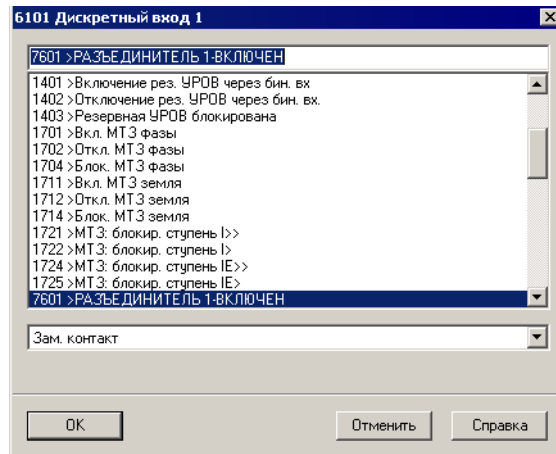 6101 Дискретный вход 1
7601 >РАЗЪЕДИНИТЕЛЬ 1-ВКЛЮЧЕН
1401 >Включение рез. УРОВ через бин. вх
1402 >Отключение рез. УРОВ через бин. вх.
1403 >Резервная УРОВ блокирована
1701 >Вкл. МТЗ фазы
1702 >Откл. МТЗ фазы
1704 >Блок. МТЗ фазы
1711 >Вкл. МТЗ земля
1712 >Откл. МТЗ земля
1714 >Блок. МТЗ земля
1721 >МТЗ: блокир. ступень I>>
1722 >МТЗ: блокир. ступень I>
1724 >МТЗ: блокир. ступень IE>>
1725 >МТЗ: блокир. ступень IE>
7601 >РАЗЪЕДИНИТЕЛЬ 1-ВКЛЮЧЕН
Зам. контакт
OK Отменить Справка